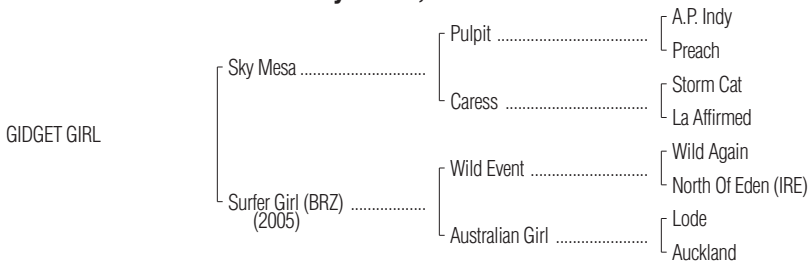 A.P. Indy
Pulpit ..................................................
Preach
Sky Mesa ..........................................
Storm Cat
Caress ................................................
La Affirmed
GIDGET GIRL
Wild Again
Wild Event .......................................
North Of Eden (IRE)
Surfer Girl (BRZ) .........................
(2005)
Lode
Australian Girl ...............................
Auckland